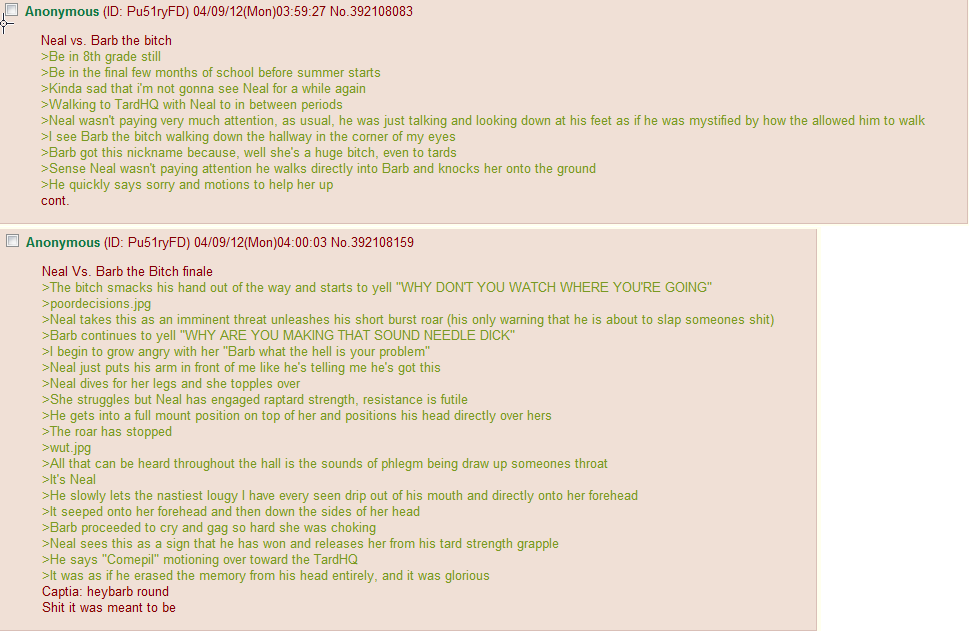 Anonymous (ID: Pu51ryFD) 04/09/12(Mon)03:59:27 No.392108083
Neal vs. Barb the bitch
>Be in 8th grade still
>Be in the final few months of school before summer starts
>Kinda sad that i'm not gonna see Neal for a while again
>Walking to TardHQ with Neal to in between periods
>Neal wasn't paying very much attention, as usual, he was just talking and looking down at his feet as if he was mystified by how the allowed him to walk
>I see Barb the bitch walking down the hallway in the corner of my eyes
>Barb got this nickname because, well she's a huge bitch, even to tards
>Sense Neal wasn't paying attention he walks directly into Barb and knocks her onto the ground
>He quickly says sorry and motions to help her up
cont.
Anonymous (ID: Pu51ryFD) 04/09/12(Mon)04:00:03 No.392108159
Neal Vs. Barb the Bitch finale
>The bitch smacks his hand out of the way and starts to yell "WHY DON'T YOU WATCH WHERE YOU'RE GOING"
>poordecisions.jpg
>Neal takes this as an imminent threat unleashes his short burst roar (his only warning that he is about to slap someones shit)
>Barb continues to yell "WHY ARE YOU MAKING THAT SOUND NEEDLE DICK"
>I begin to grow angry with her "Barb what the hell is your problem"
>Neal just puts his arm in front of me like he's telling me he's got this
>Neal dives for her legs and she topples over
>She struggles but Neal has engaged raptard strength, resistance is futile
>He gets into a full mount position on top of her and positions his head directly over hers
>The roar has stopped
>wut.jpg
>All that can be heard throughout the hall is the sounds of phlegm being draw up someones throat
>It's Neal
>He slowly lets the nastiest lougy I have every seen drip out of his mouth and directly onto her forehead
>It seeped onto her forehead and then down the sides of her head
>Barb proceeded to cry and gag so hard she was choking
>Neal sees this as a sign that he has won and releases her from his tard strength grapple
>He says "Comepil" motioning over toward the TardHQ
>It was as if he erased the memory from his head entirely, and it was glorious
Captia: heybarb round
Shit it was meant to be